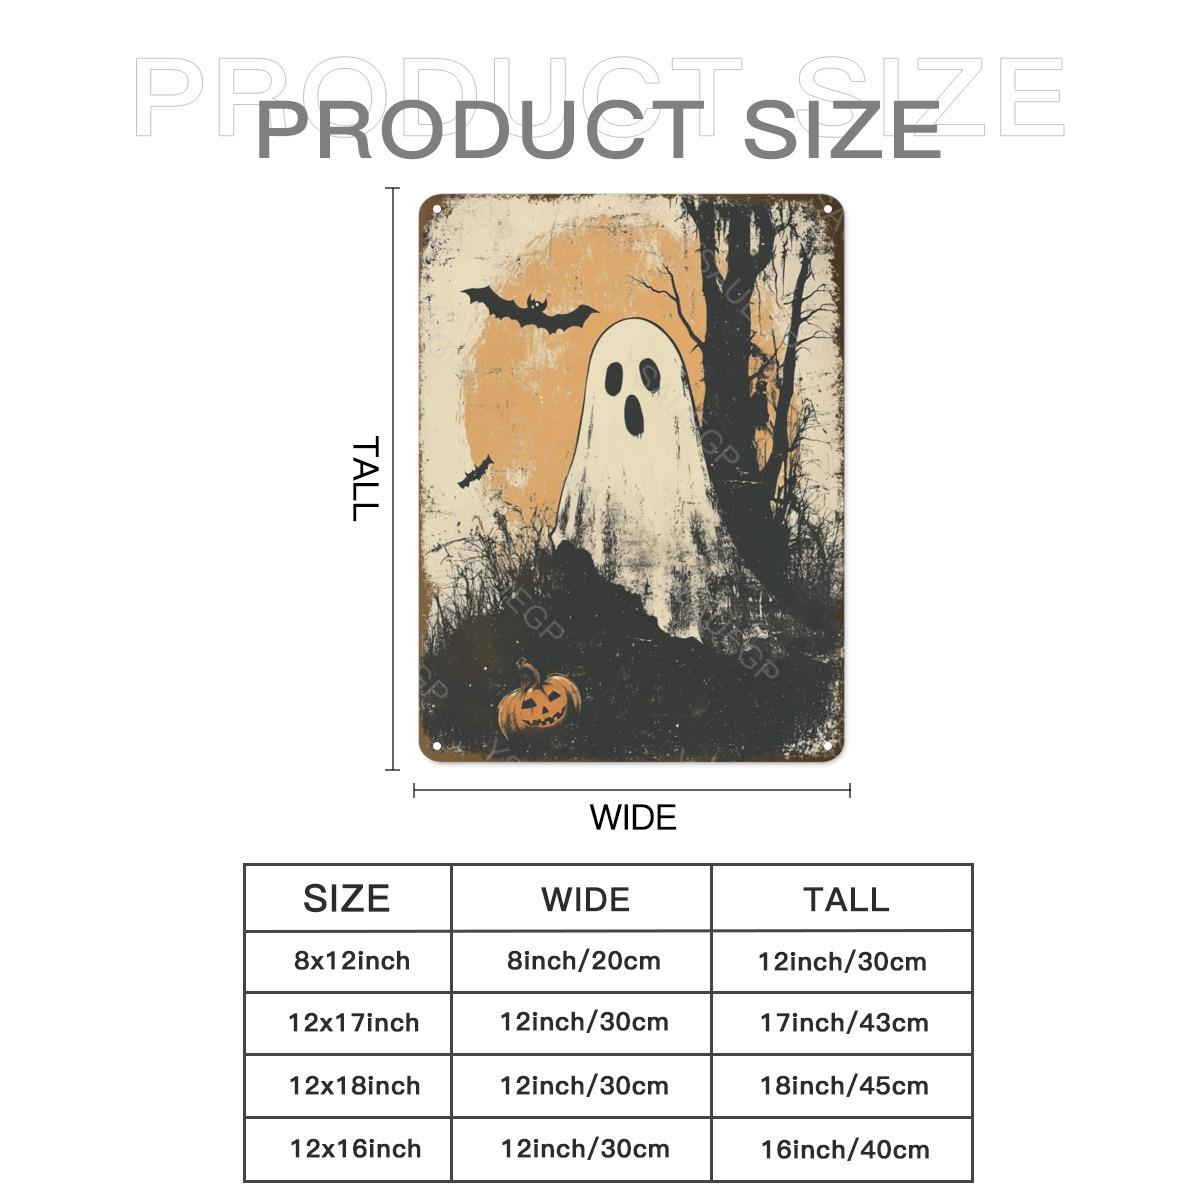 PRODUCT SIZE
PRODUCT SIZE
TALL
WIDE
SIZE WIDE TALL
8x12inch 8inch/20cm 12inch/30cm
12x17inch 12inch/30cm 17inch/43cm
12x18inch 12inch/30cm 18inch/45cm
12x16inch 12inch/30cm 16inch/40cm